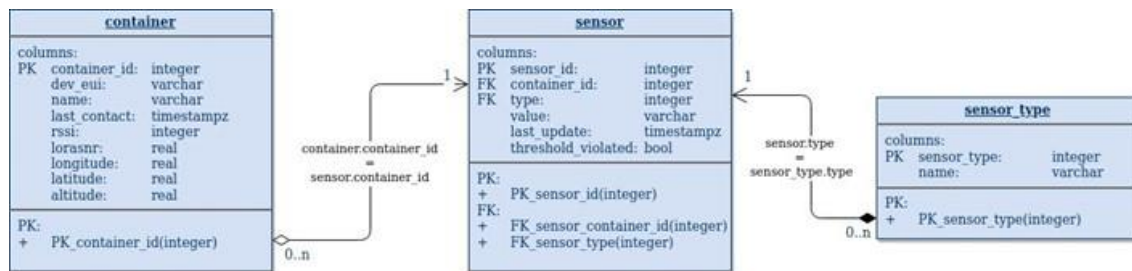 container
columns:
PK container_id: integer
dev_eui: varchar
name: varchar
last_contact: timestampz
rssi: integer
lorasnr: real
longitude: real
latitude: real
altitude: real
PK:
+ PK_container_id(integer)
0..n
container.container_id
=
sensor.container_id
1
sensor
columns:
PK sensor_id: integer
FK container_id: integer
FK type: integer
value: varchar
last_update: timestampz
threshold_violated: bool
PK:
+ PK_sensor_id(integer)
FK:
+ FK_sensor_container_id(integer)
+ FK_sensor_type(integer)
1
sensor.type
=
sensor_type.type
0..n
sensor_type
columns:
PK sensor_type: integer
name: varchar
PK:
+ PK_sensor_type(integer)